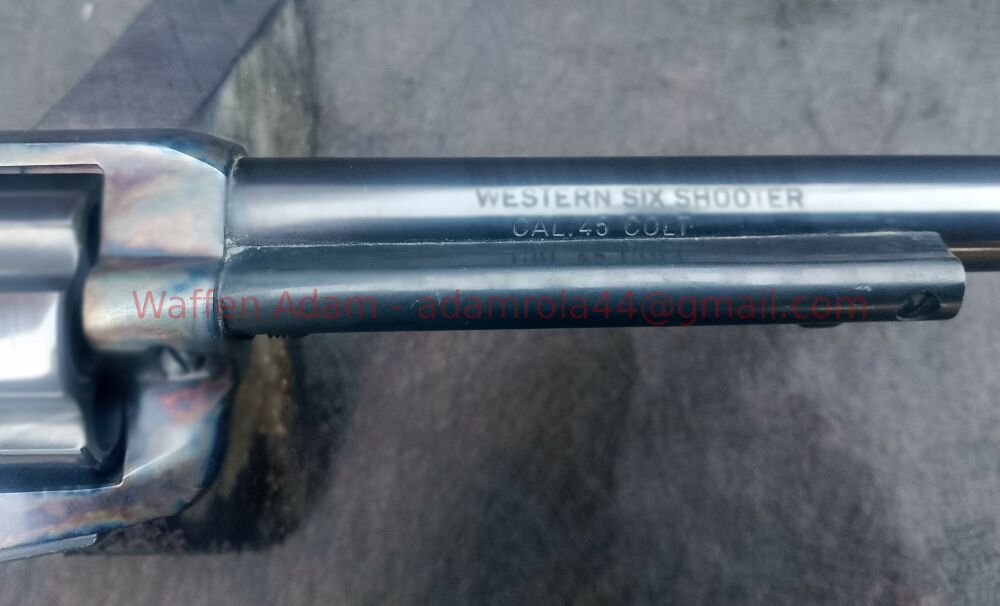 WESTERN SIX SHOOTER
CAL.45 COLT
Waffen Adam - adamrola44@gmail.com